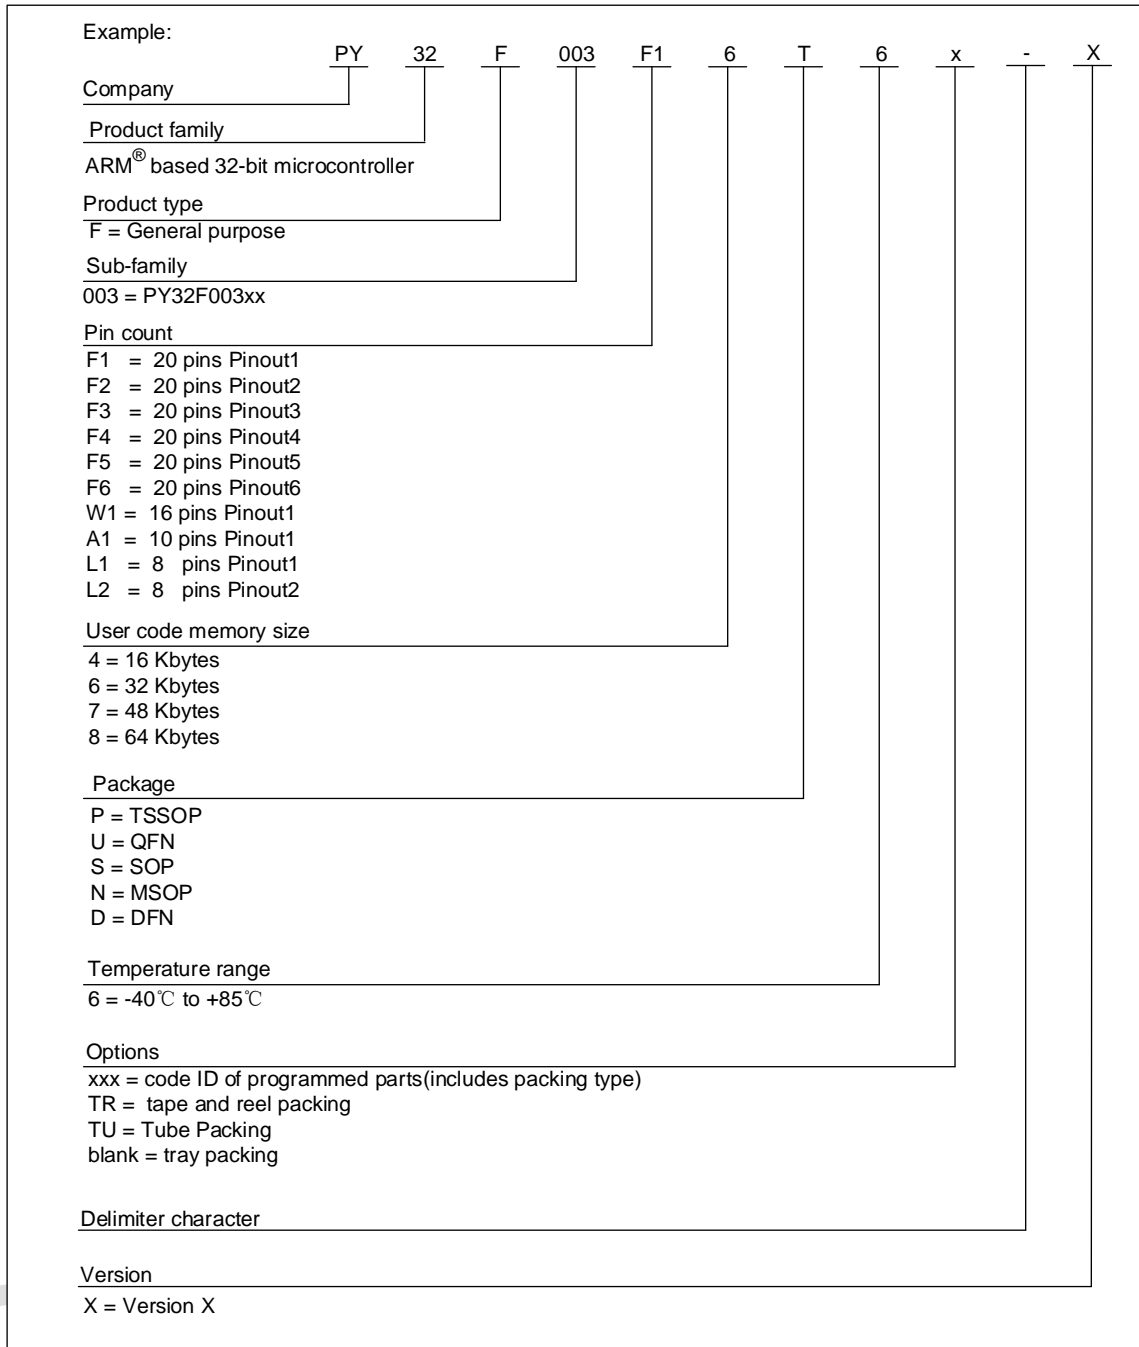 Example:
PY 32 F 003 F1 6 T 6 x - X
Company
Product family
ARM® based 32-bit microcontroller
Product type
F = General purpose
Sub-family
003 = PY32F003xx
Pin count
F1 = 20 pins Pinout1
F2 = 20 pins Pinout2
F3 = 20 pins Pinout3
F4 = 20 pins Pinout4
F5 = 20 pins Pinout5
F6 = 20 pins Pinout6
W1 = 16 pins Pinout1
A1 = 10 pins Pinout1
L1 = 8 pins Pinout1
L2 = 8 pins Pinout2
User code memory size
4 = 16 Kbytes
6 = 32 Kbytes
7 = 48 Kbytes
8 = 64 Kbytes
Package
P = TSSOP
U = QFN
S = SOP
N = MSOP
D = DFN
Temperature range
6 = -40℃ to +85℃
Options
xxx = code ID of programmed parts(includes packing type)
TR = tape and reel packing
TU = Tube Packing
blank = tray packing
Delimiter character
Version
X = Version X